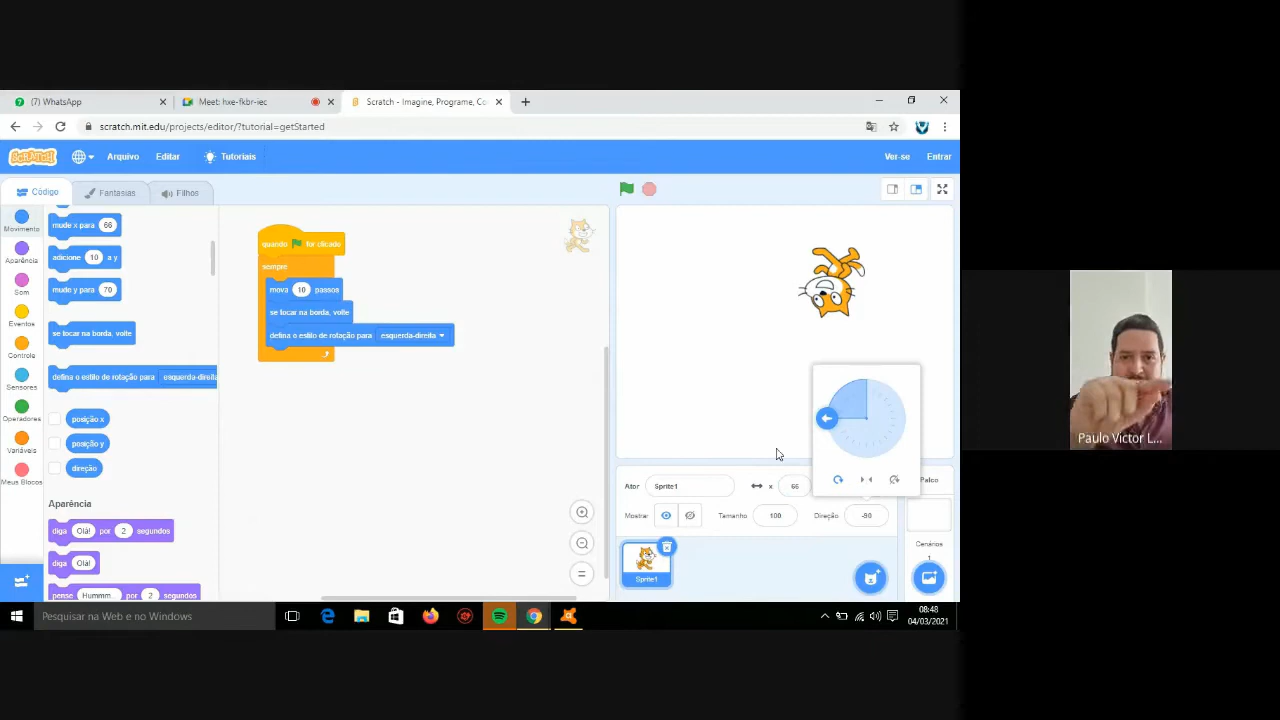 (7) WhatsApp
Meet: hxe-fkbr-iec
Scratch - Imagine, Programe, Co
scratch.mit.edu/projects/editor/?tutorial=getStarted
SCRATCH
Arquivo
Editar
Tutoriais
Ver-se
Entrar
Código
Fantasias
Filhos
Movimento
Aparência
Som
Eventos
Controle
Sensores
Operadores
Variáveis
Meus Blocos
mude x para 66
adicione 10 a y
mude y para 70
se tocar na borda, volte
defina o estilo de rotação para esquerda-direita
posição x
posição y
direção
Aparência
diga Olá! por 2 segundos
diga Olá!
pense Hummm... por 2 segundos
quando for clicado
sempre
mova 10 passos
se tocar na borda, volte
defina o estilo de rotação para esquerda-direita
Ator Sprite1 x 66
Mostrar Tamanho 100 Direção -90
Sprite1
Palco
Cenários
1
Pesquisar na Web e no Windows
08:48
04/03/2021
Paulo Victor L...